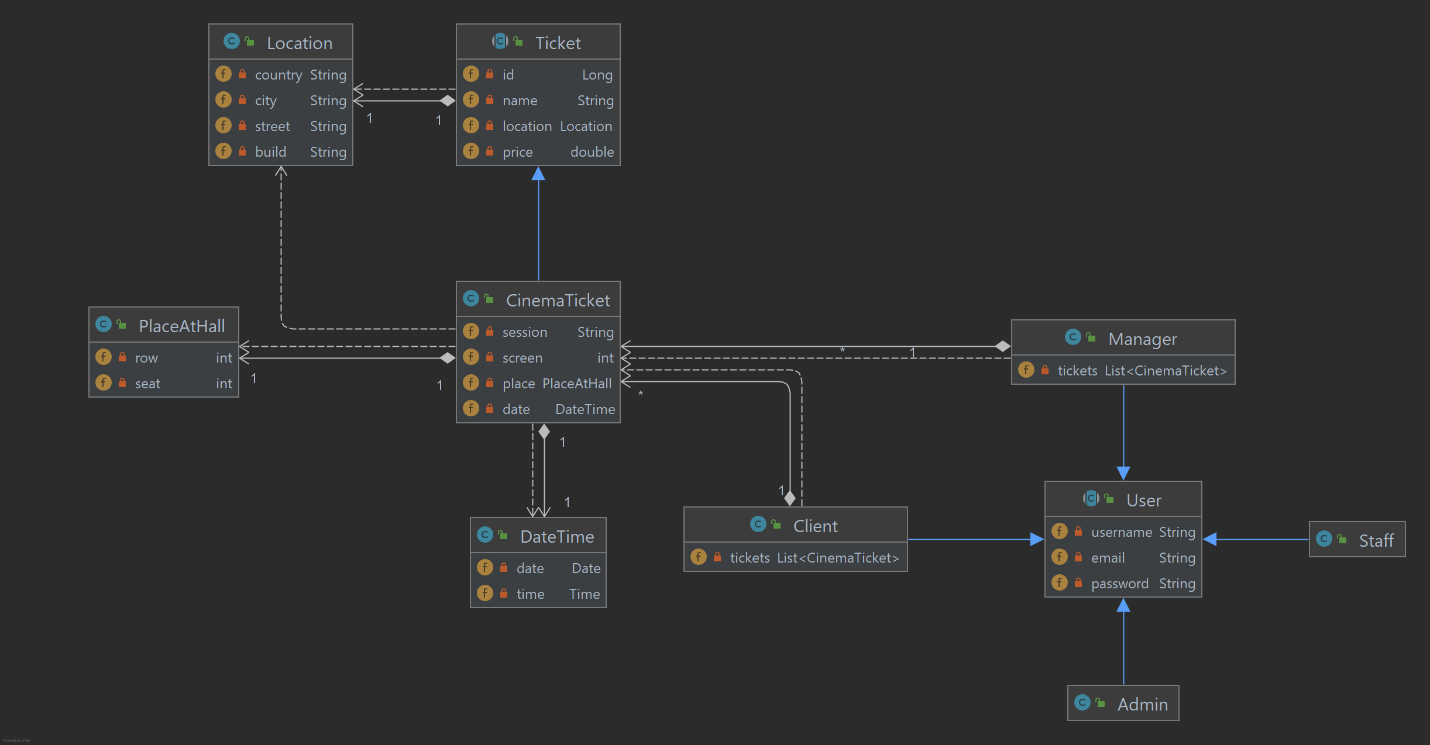 Location
country String
city String
street String
build String
Ticket
id Long
name String
location Location
price double
1
1
CinemaTicket
session String
screen int
place PlaceAtHall
date DateTime
PlaceAtHall
row int
seat int
1
1
Manager
tickets List<CinemaTicket>
*
1
*
1
1
1
DateTime
date Date
time Time
Client
tickets List<CinemaTicket>
User
username String
email String
password String
Staff
Admin